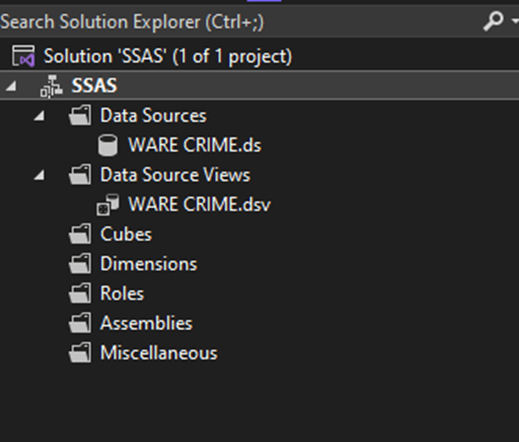 Search Solution Explorer (Ctrl+;)
Solution 'SSAS' (1 of 1 project)
SSAS
Data Sources
WARE CRIME.ds
Data Source Views
WARE CRIME.dsv
Cubes
Dimensions
Roles
Assemblies
Miscellaneous